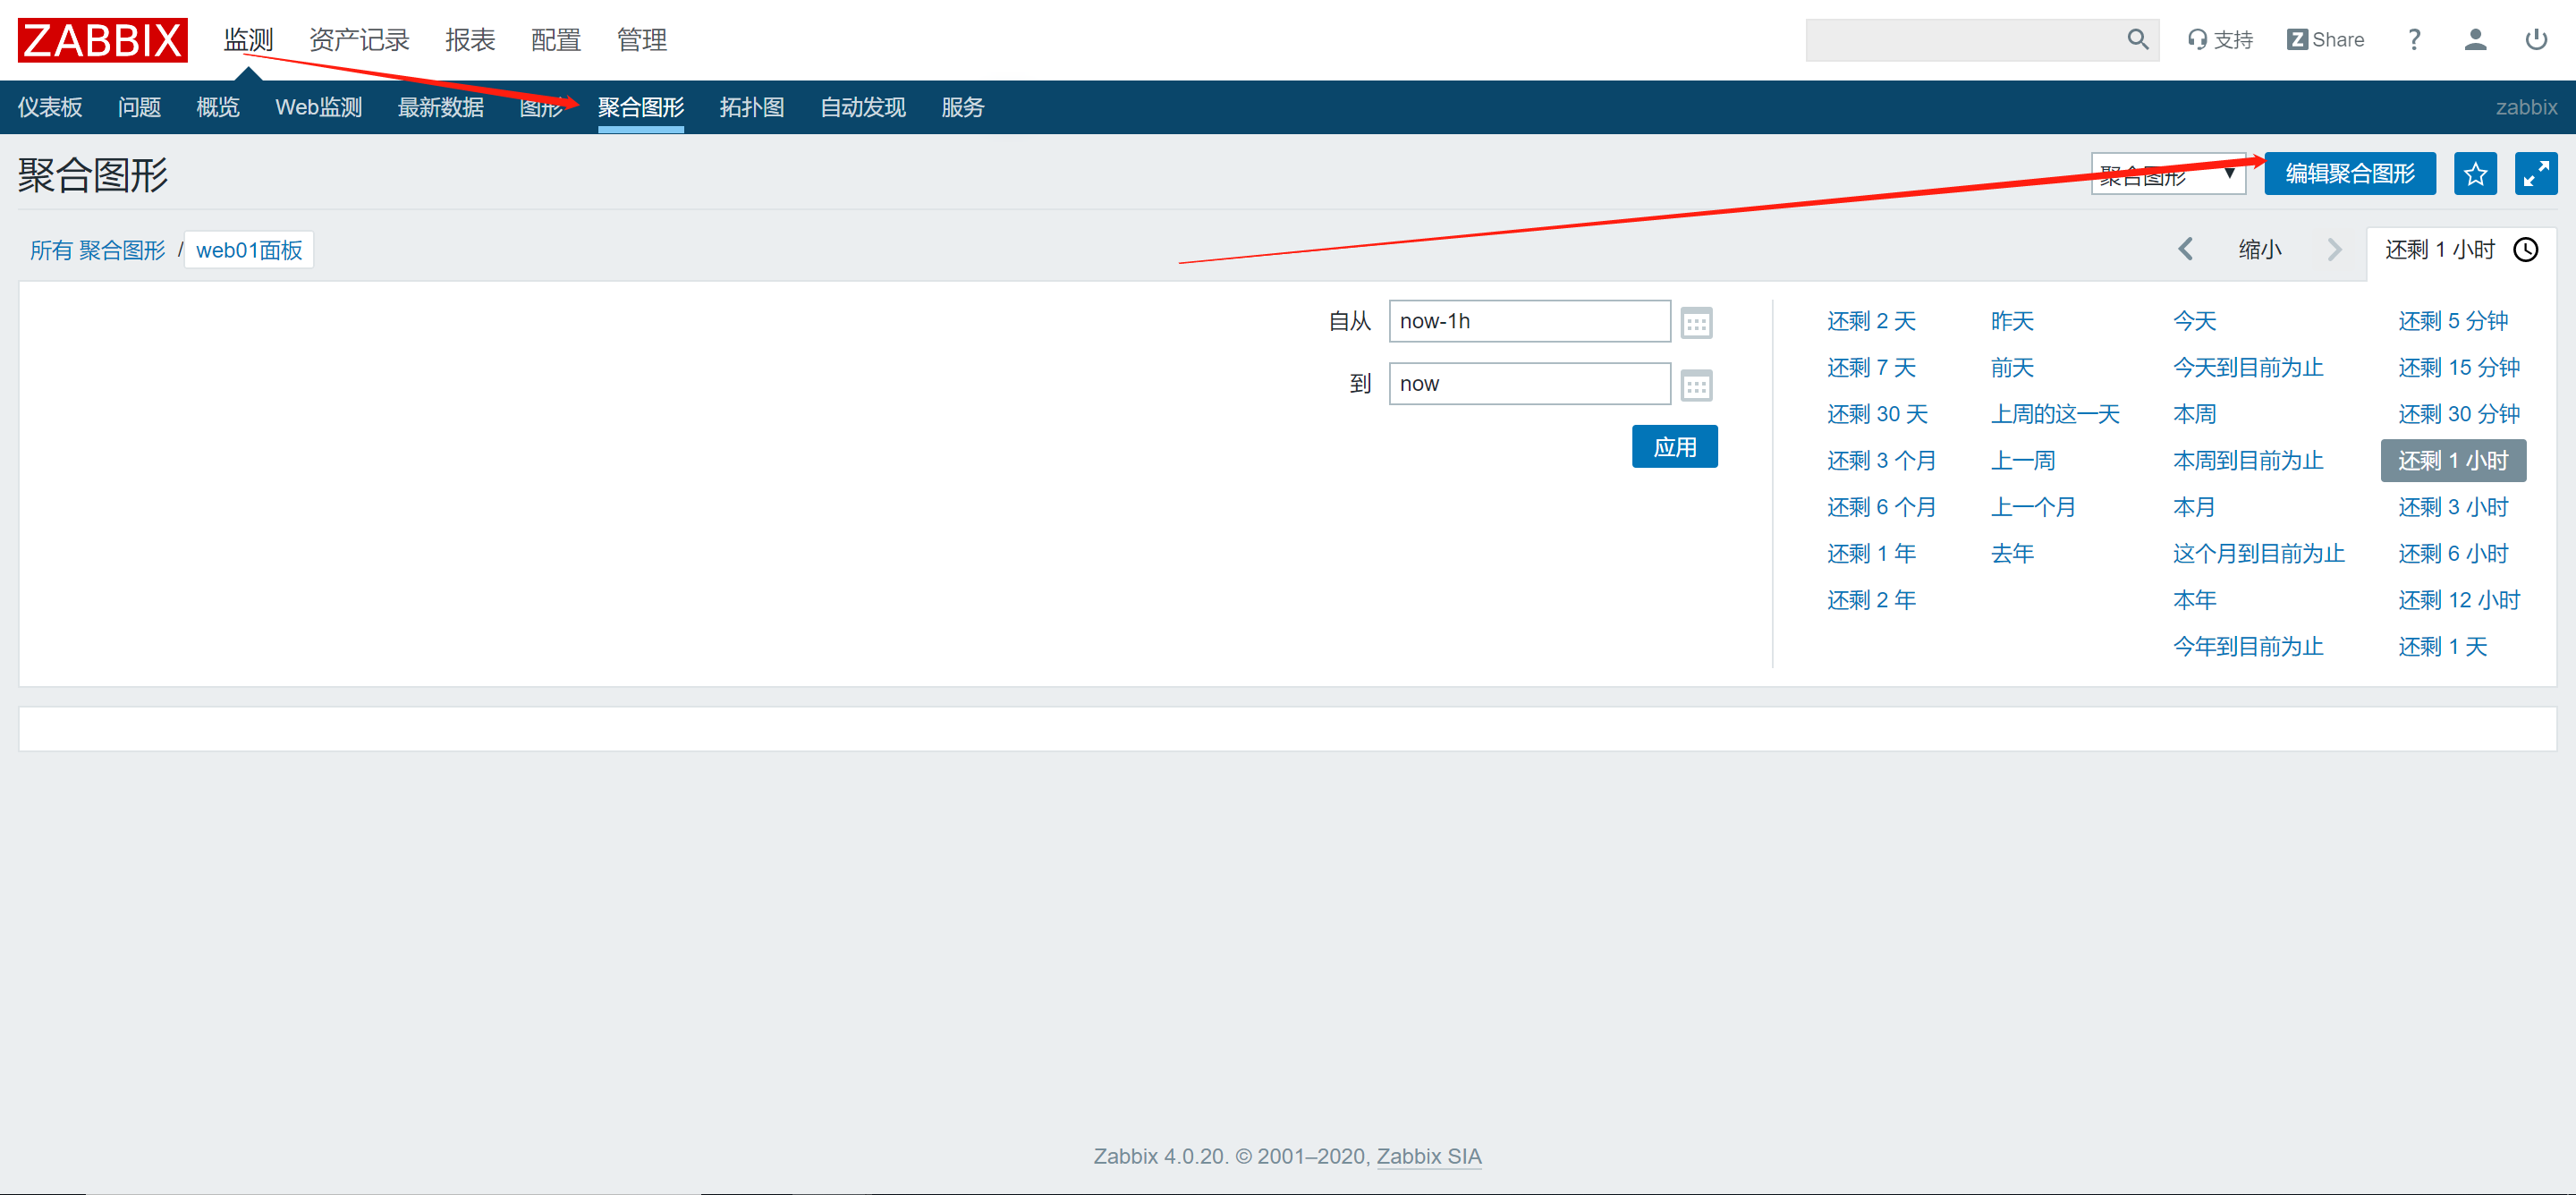 ZABBIX 监测 资产记录 报表 配置 管理 支持 Z Share ?
仪表板 问题 概览 Web监测 最新数据 图形 聚合图形 拓扑图 自动发现 服务 zabbix
聚合图形 聚合图形 ▼ 编辑聚合图形
所有 聚合图形 / web01面板 缩小 还剩 1 小时
自从 now-1h 还剩 2 天 昨天 今天 还剩 5 分钟
还剩 7 天 前天 今天到目前为止 还剩 15 分钟
到 now
还剩 30 天 上周的这一天 本周 还剩 30 分钟
应用 还剩 3 个月 上一周 本周到目前为止 还剩 1 小时
还剩 6 个月 上一个月 本月 还剩 3 小时
还剩 1 年 去年 这个月到目前为止 还剩 6 小时
还剩 2 年 本年 还剩 12 小时
今年到目前为止 还剩 1 天
Zabbix 4.0.20. © 2001–2020, Zabbix SIA